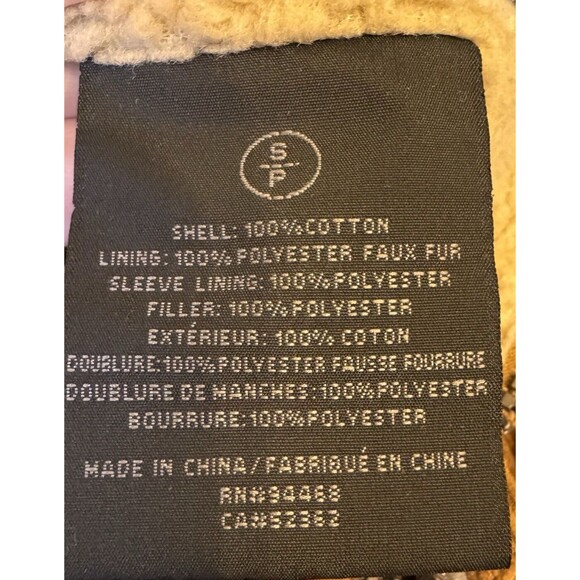 S
P
SHELL: 100% COTTON
LINING: 100% POLYESTER FAUX FUR
SLEEVE LINING: 100% POLYESTER
FILLER: 100% POLYESTER
EXTÉRIEUR: 100% COTON
DOUBLURE:100% POLYESTER FAUSSE FOURRURE
DOUBLURE DE MANCHES: 100% POLYESTER
BOURRURE: 100% POLYESTER
MADE IN CHINA/FABRIQUÉ EN CHINE
RN#94468
CA#52362